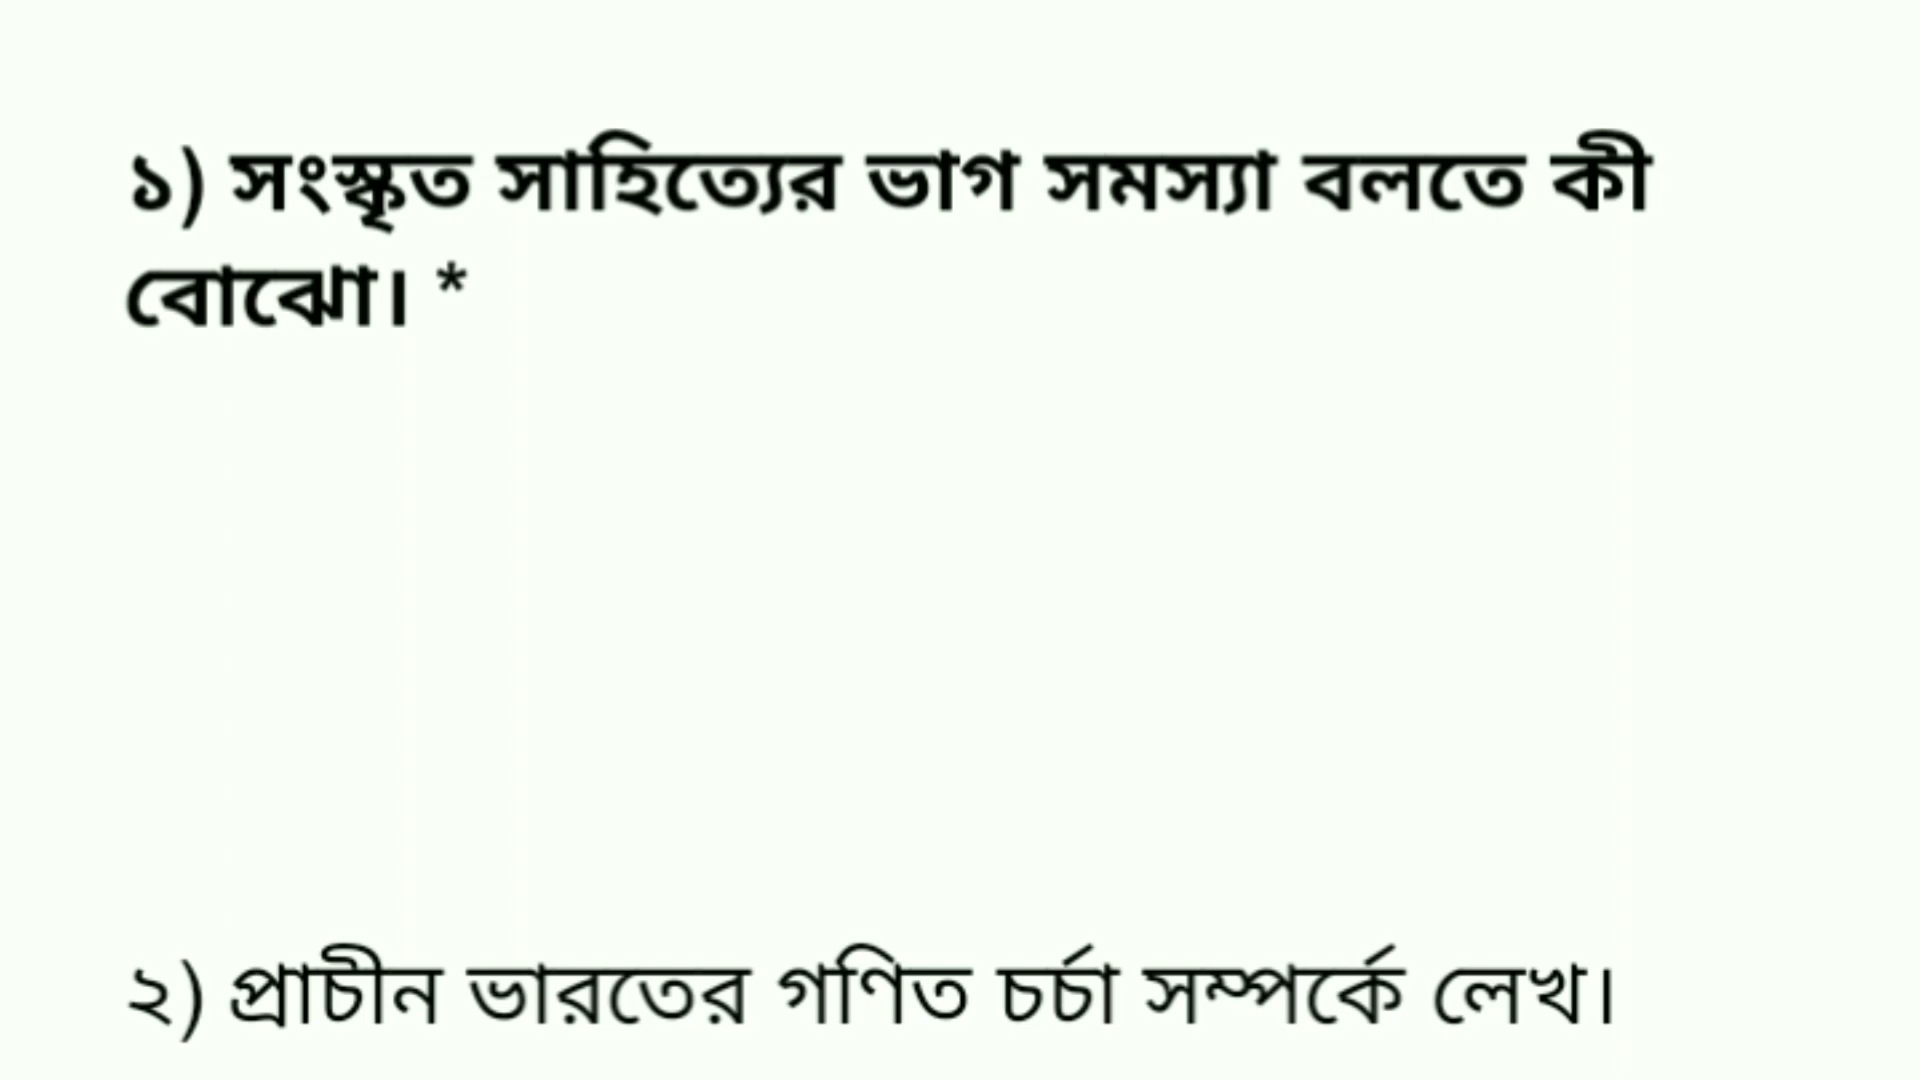 ১) সংস্কৃত সাহিত্যের ভাগ সমস্যা বলতে কী
বোঝো। *
২) প্রাচীন ভারতের গণিত চর্চা সম্পর্কে লেখ।